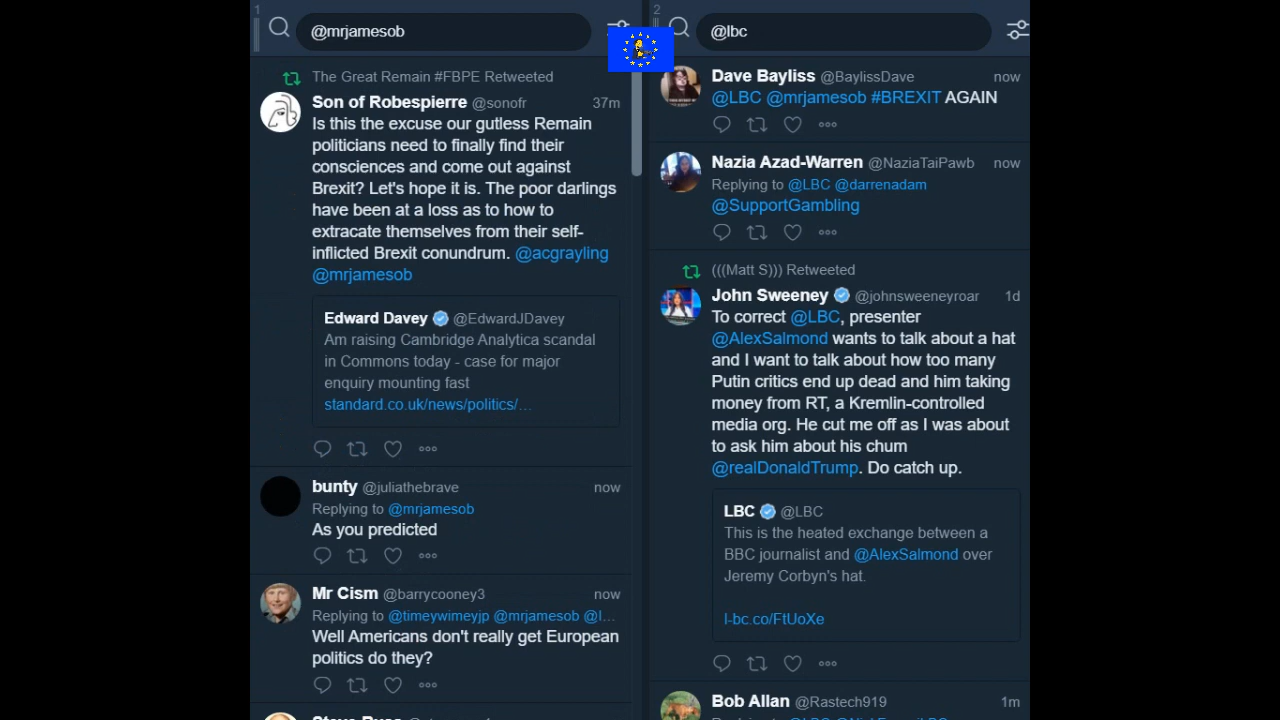 1
@mrjamesob
The Great Remain #FBPE Retweeted
Son of Robespierre @sonofr 37m
Is this the excuse our gutless Remain
politicians need to finally find their
consciences and come out against
Brexit? Let's hope it is. The poor darlings
have been at a loss as to how to
extracate themselves from their self-
inflicted Brexit conundrum. @acgrayling
@mrjamesob
Edward Davey @EdwardJDavey
Am raising Cambridge Analytica scandal
in Commons today - case for major
enquiry mounting fast
standard.co.uk/news/politics/…
bunty @juliathebrave now
Replying to @mrjamesob
As you predicted
Mr Cism @barrycooney3 now
Replying to @timeywimeyjp @mrjamesob @l…
Well Americans don't really get European
politics do they?
2
@lbc
Dave Bayliss @BaylissDave now
@LBC @mrjamesob #BREXIT AGAIN
Nazia Azad-Warren @NaziaTaiPawb now
Replying to @LBC @darrenadam
@SupportGambling
(((Matt S))) Retweeted
John Sweeney @johnsweeneyroar 1d
To correct @LBC, presenter
@AlexSalmond wants to talk about a hat
and I want to talk about how too many
Putin critics end up dead and him taking
money from RT, a Kremlin-controlled
media org. He cut me off as I was about
to ask him about his chum
@realDonaldTrump. Do catch up.
LBC @LBC
This is the heated exchange between a
BBC journalist and @AlexSalmond over
Jeremy Corbyn's hat.
l-bc.co/FtUoXe
Bob Allan @Rastech919 1m